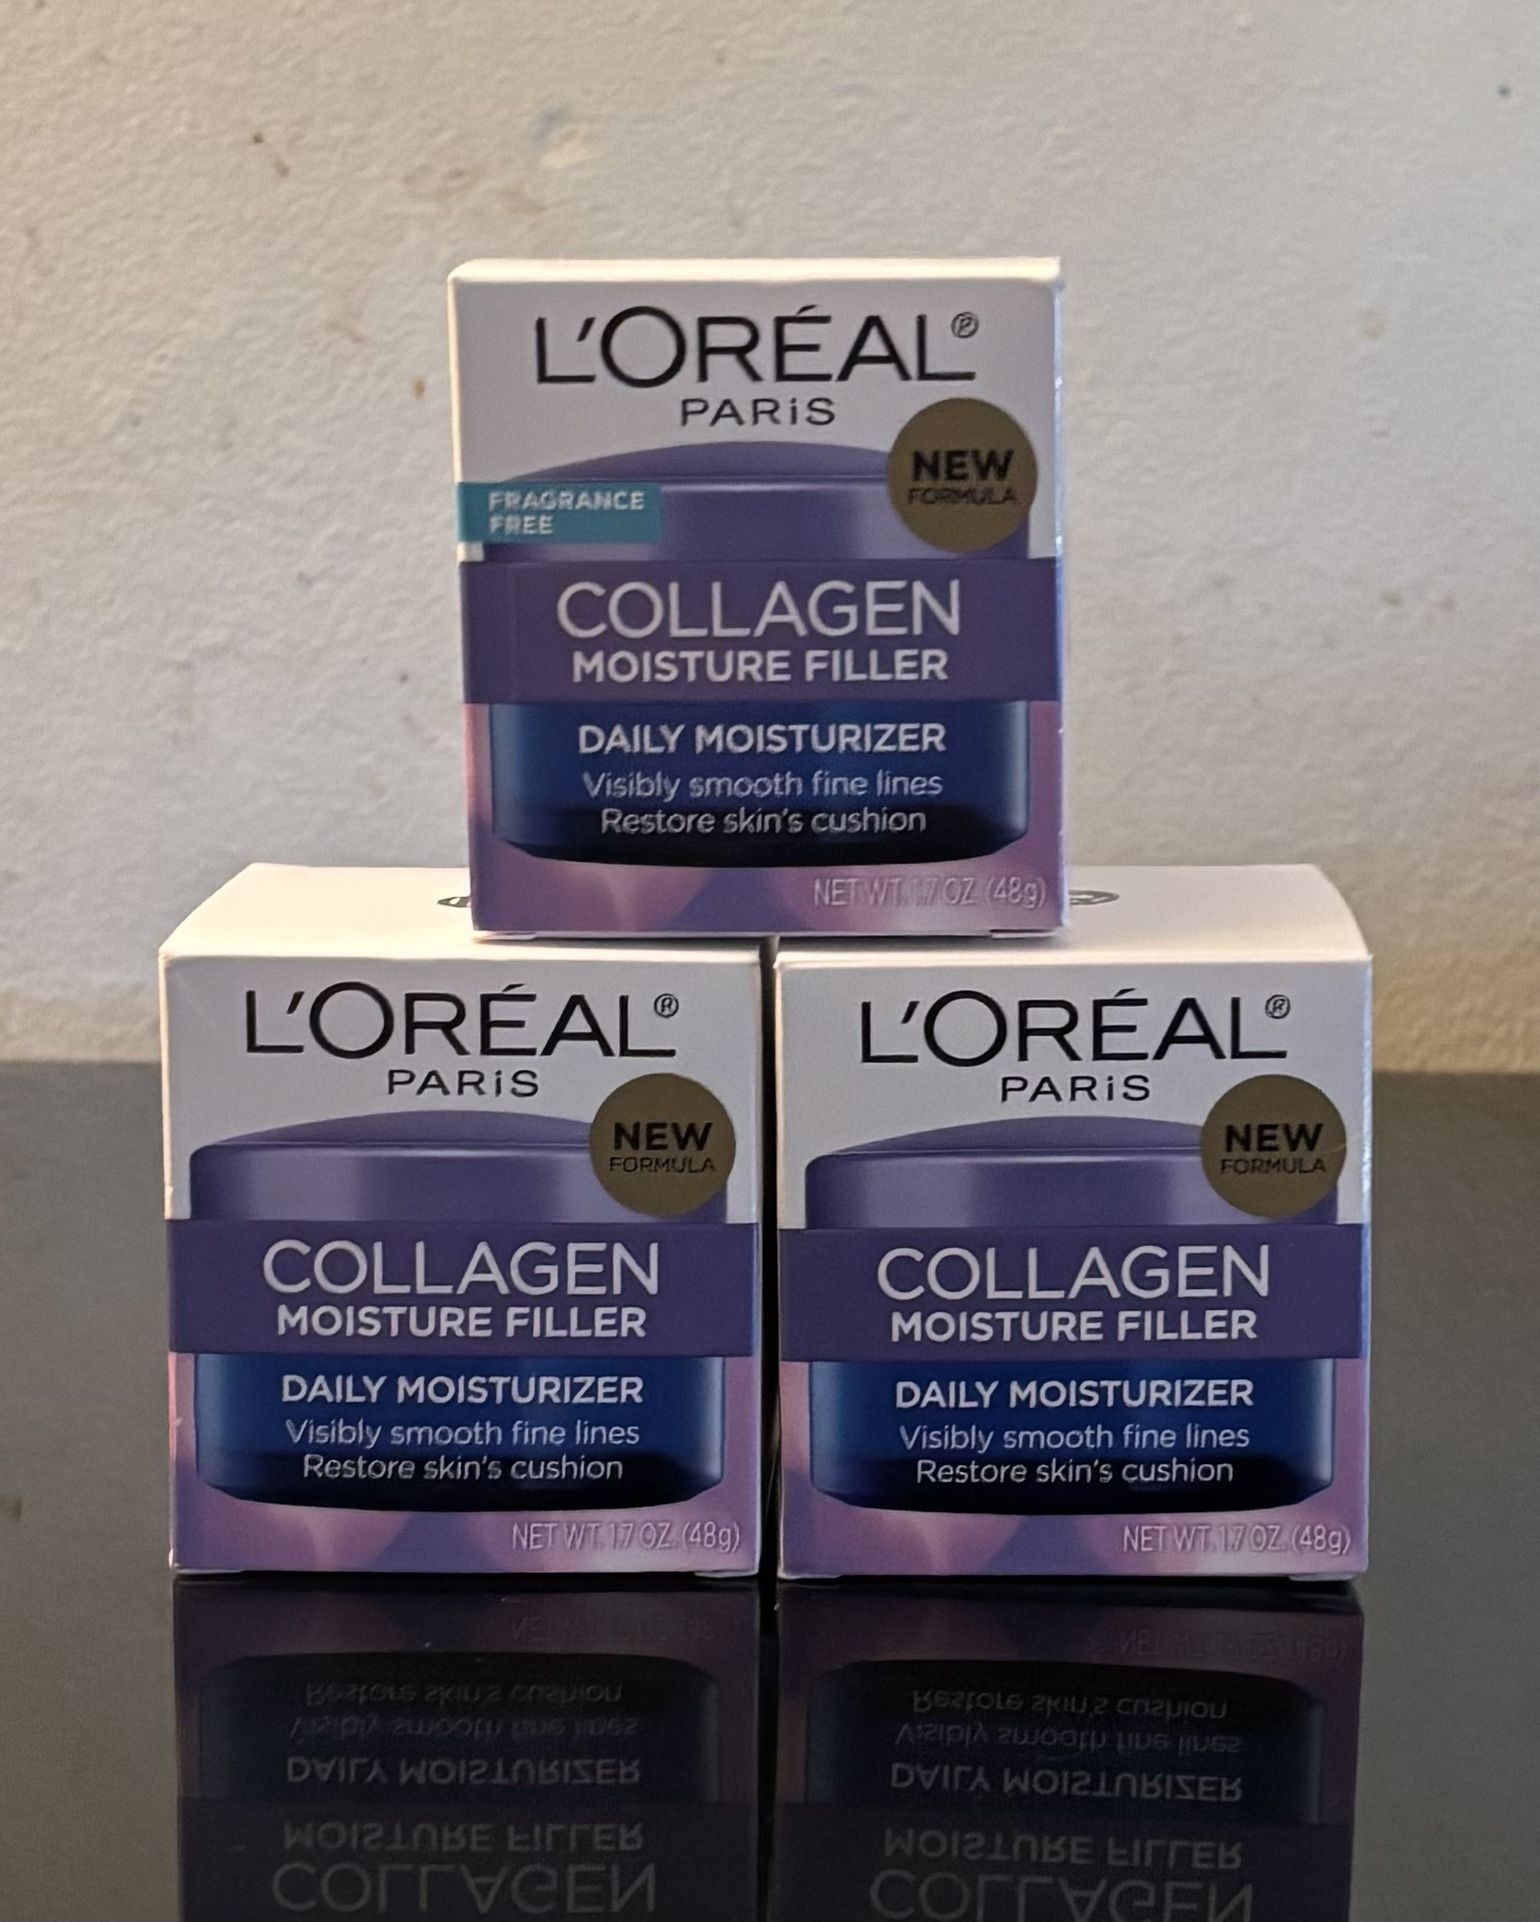 L'ORÉAL®
PARiS
NEW
FORMULA
FRAGRANCE
FREE
COLLAGEN
MOISTURE FILLER
DAILY MOISTURIZER
Visibly smooth fine lines
Restore skin's cushion
NET WT. 1.7 OZ. (48g)
L'ORÉAL®
PARiS
NEW
FORMULA
COLLAGEN
MOISTURE FILLER
DAILY MOISTURIZER
Visibly smooth fine lines
Restore skin's cushion
NET WT. 1.7 OZ. (48g)
L'ORÉAL®
PARiS
NEW
FORMULA
COLLAGEN
MOISTURE FILLER
DAILY MOISTURIZER
Visibly smooth fine lines
Restore skin's cushion
NET WT. 1.7 OZ. (48g)